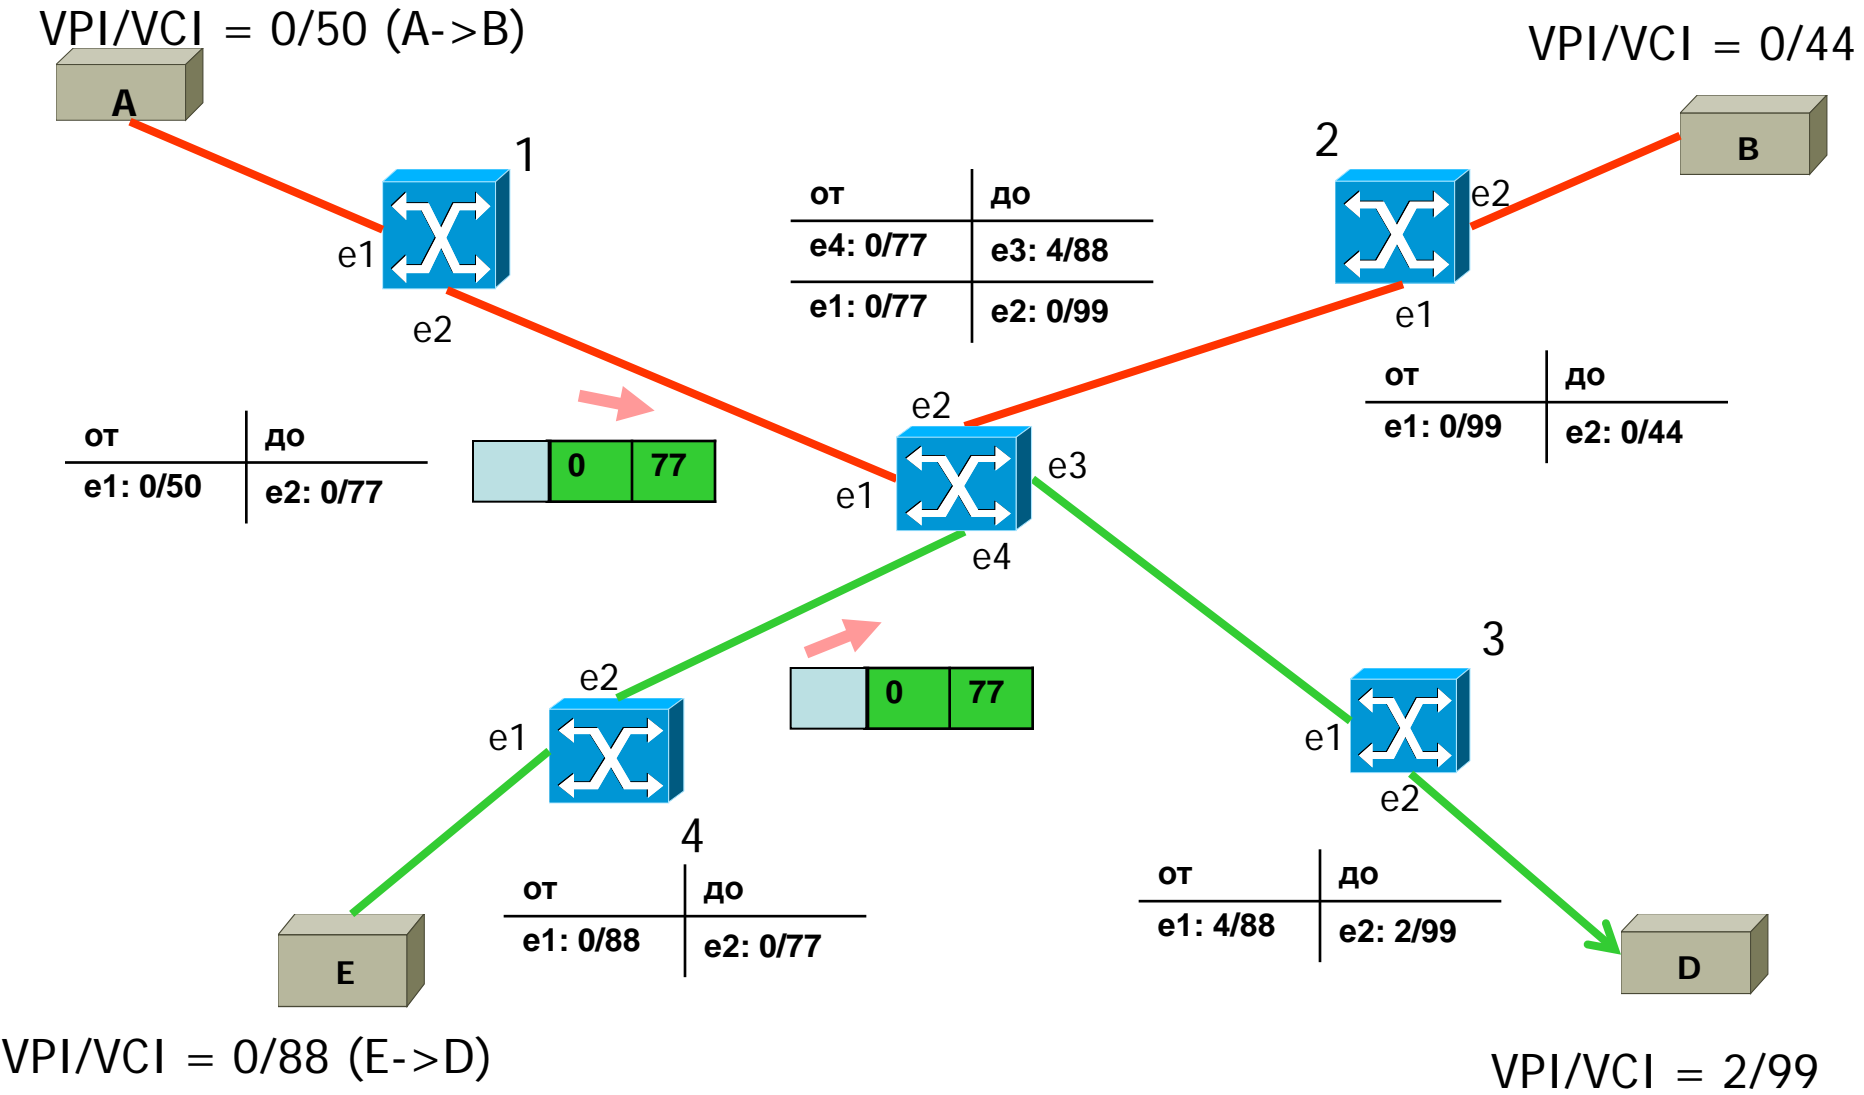 VPI/VCI = 0/50 (A->B)
VPI/VCI = 0/44
A
B
1
2
e1
e2
e2
e1
от до
e4: 0/77 e3: 4/88
e1: 0/77 e2: 0/99
от до
e1: 0/50 e2: 0/77
0 77
от до
e1: 0/99 e2: 0/44
e2
e1
e3
e4
0 77
e2
e1
4
3
e1
e2
от до
e1: 0/88 e2: 0/77
от до
e1: 4/88 e2: 2/99
E
D
VPI/VCI = 0/88 (E->D)
VPI/VCI = 2/99